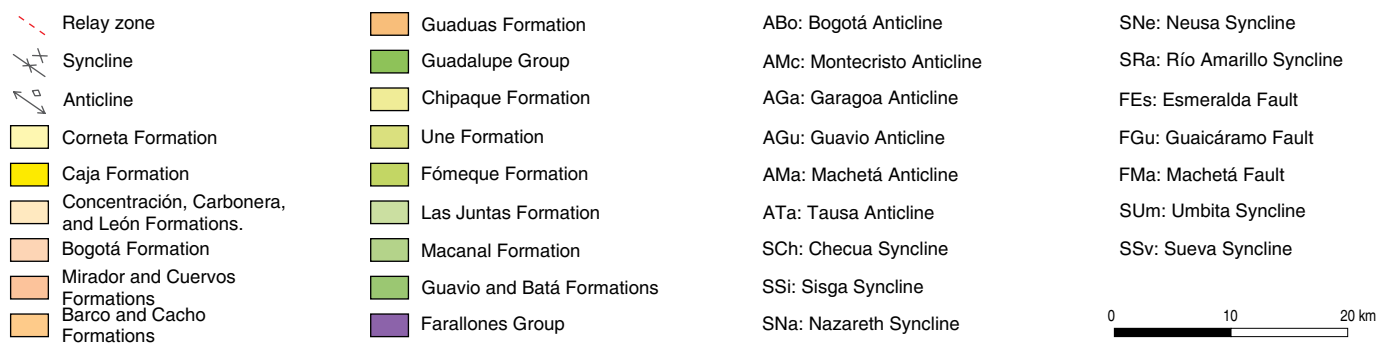 Relay zone
Syncline
Anticline
Corneta Formation
Caja Formation
Concentración, Carbonera,
and León Formations.
Bogotá Formation
Mirador and Cuervos
Formations
Barco and Cacho
Formations
Guaduas Formation
Guadalupe Group
Chipaque Formation
Une Formation
Fómeque Formation
Las Juntas Formation
Macanal Formation
Guavio and Batá Formations
Farallones Group
ABo: Bogotá Anticline
AMc: Montecristo Anticline
AGa: Garagoa Anticline
AGu: Guavio Anticline
AMa: Machetá Anticline
ATa: Tausa Anticline
SCh: Checua Syncline
SSi: Sisga Syncline
SNa: Nazareth Syncline
SNe: Neusa Syncline
SRa: Río Amarillo Syncline
FEs: Esmeralda Fault
FGu: Guaicáramo Fault
FMa: Machetá Fault
SUm: Umbita Syncline
SSv: Sueva Syncline
0 10 20 km